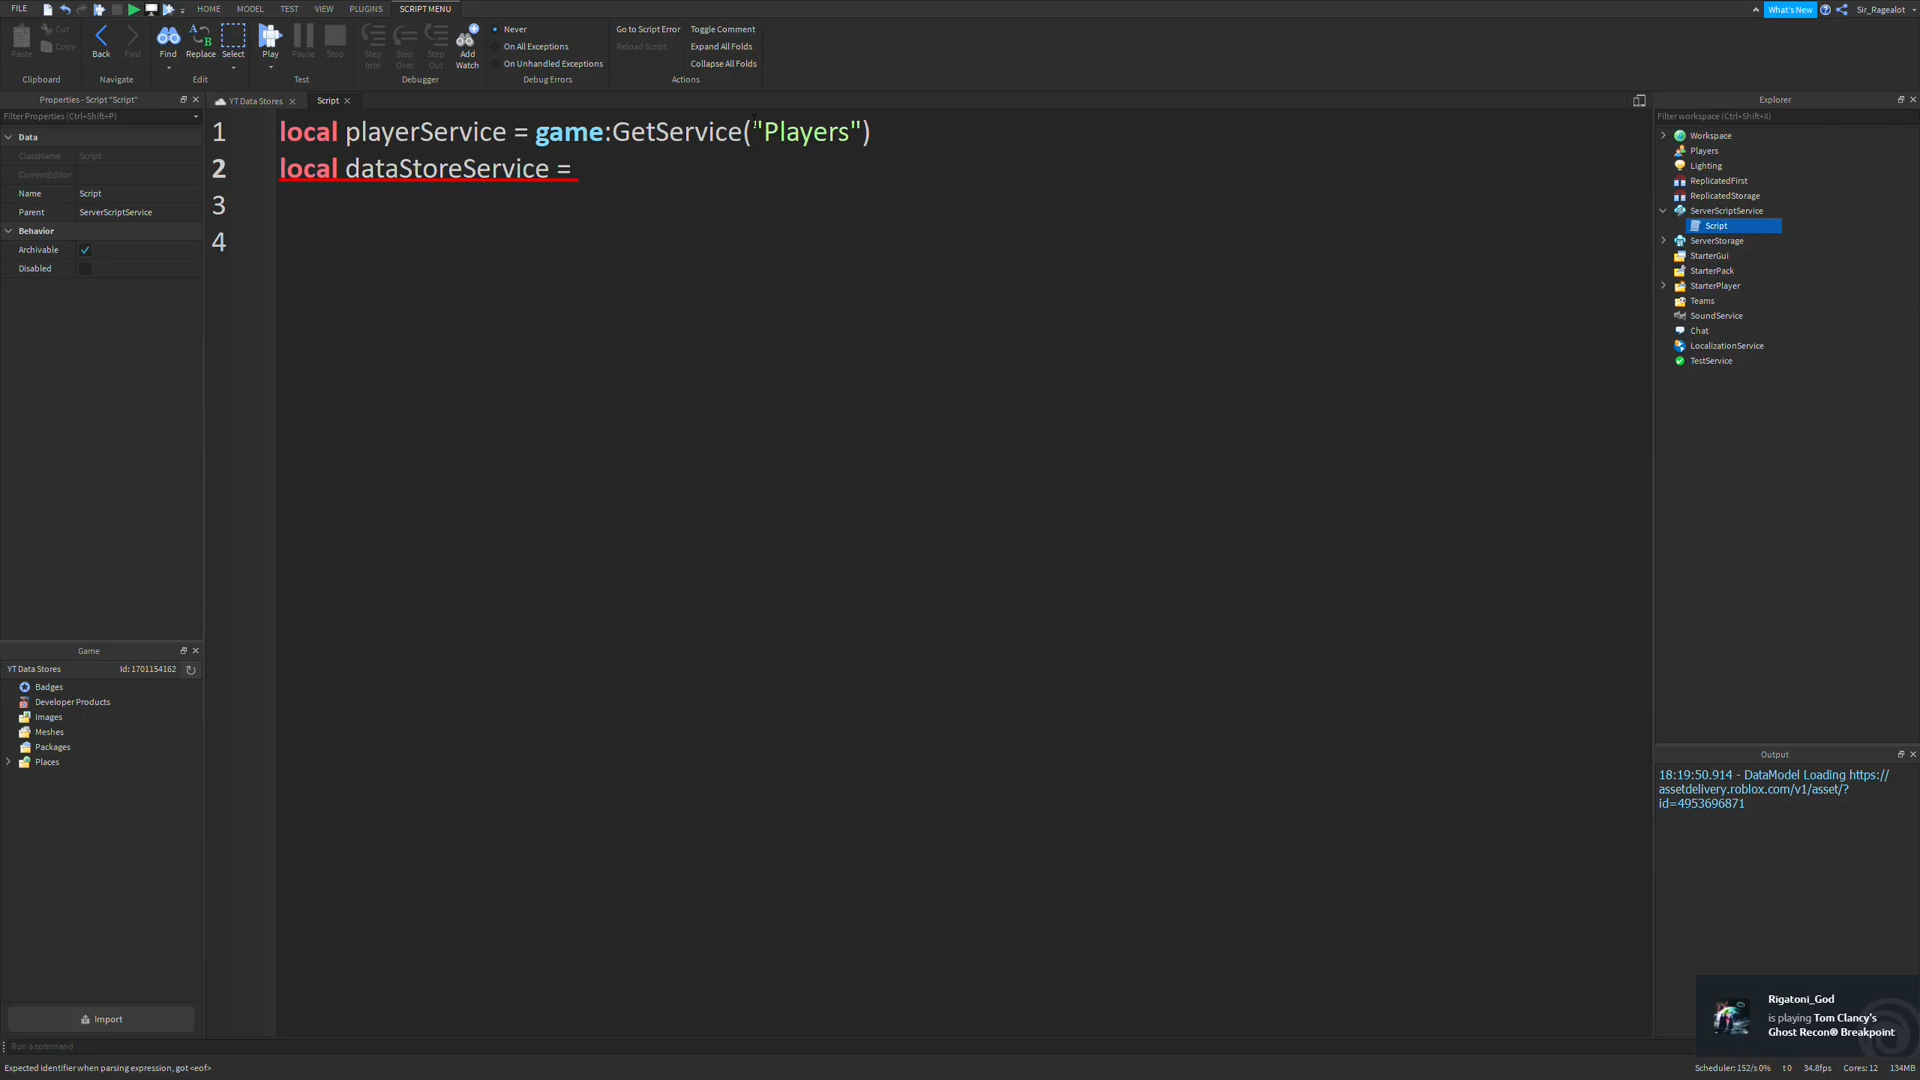 FILE
HOME
MODEL
TEST
VIEW
PLUGINS
SCRIPT MENU
What's New
Sir_Ragealot
Paste
Cut
Copy
Clipboard
Back
Fwd
Navigate
Find
Replace
Select
Edit
Play
Pause
Stop
Test
Step Into
Step Over
Step Out
Add Watch
Debugger
Never
On All Exceptions
On Unhandled Exceptions
Debug Errors
Go to Script Error
Reload Script
Toggle Comment
Expand All Folds
Collapse All Folds
Actions
Properties - Script "Script"
Filter Properties (Ctrl+Shift+P)
Data
ClassName Script
CurrentEditor
Name Script
Parent ServerScriptService
Behavior
Archivable
Disabled
YT Data Stores
Script
1 local playerService = game:GetService("Players")
2 local dataStoreService =
3
4
Explorer
Filter workspace (Ctrl+Shift+X)
Workspace
Players
Lighting
ReplicatedFirst
ReplicatedStorage
ServerScriptService
Script
ServerStorage
StarterGui
StarterPack
StarterPlayer
Teams
SoundService
Chat
LocalizationService
TestService
Game
YT Data Stores Id: 1701154162
Badges
Developer Products
Images
Meshes
Packages
Places
Import
Output
18:19:50.914 - DataModel Loading https://
assetdelivery.roblox.com/v1/asset/?
id=4953696871
Rigatoni_God
is playing Tom Clancy's
Ghost Recon® Breakpoint
Run a command
Expected identifier when parsing expression, got <eof>
Scheduler: 152/s 0% t 0 34.8fps Cores: 12 134MB